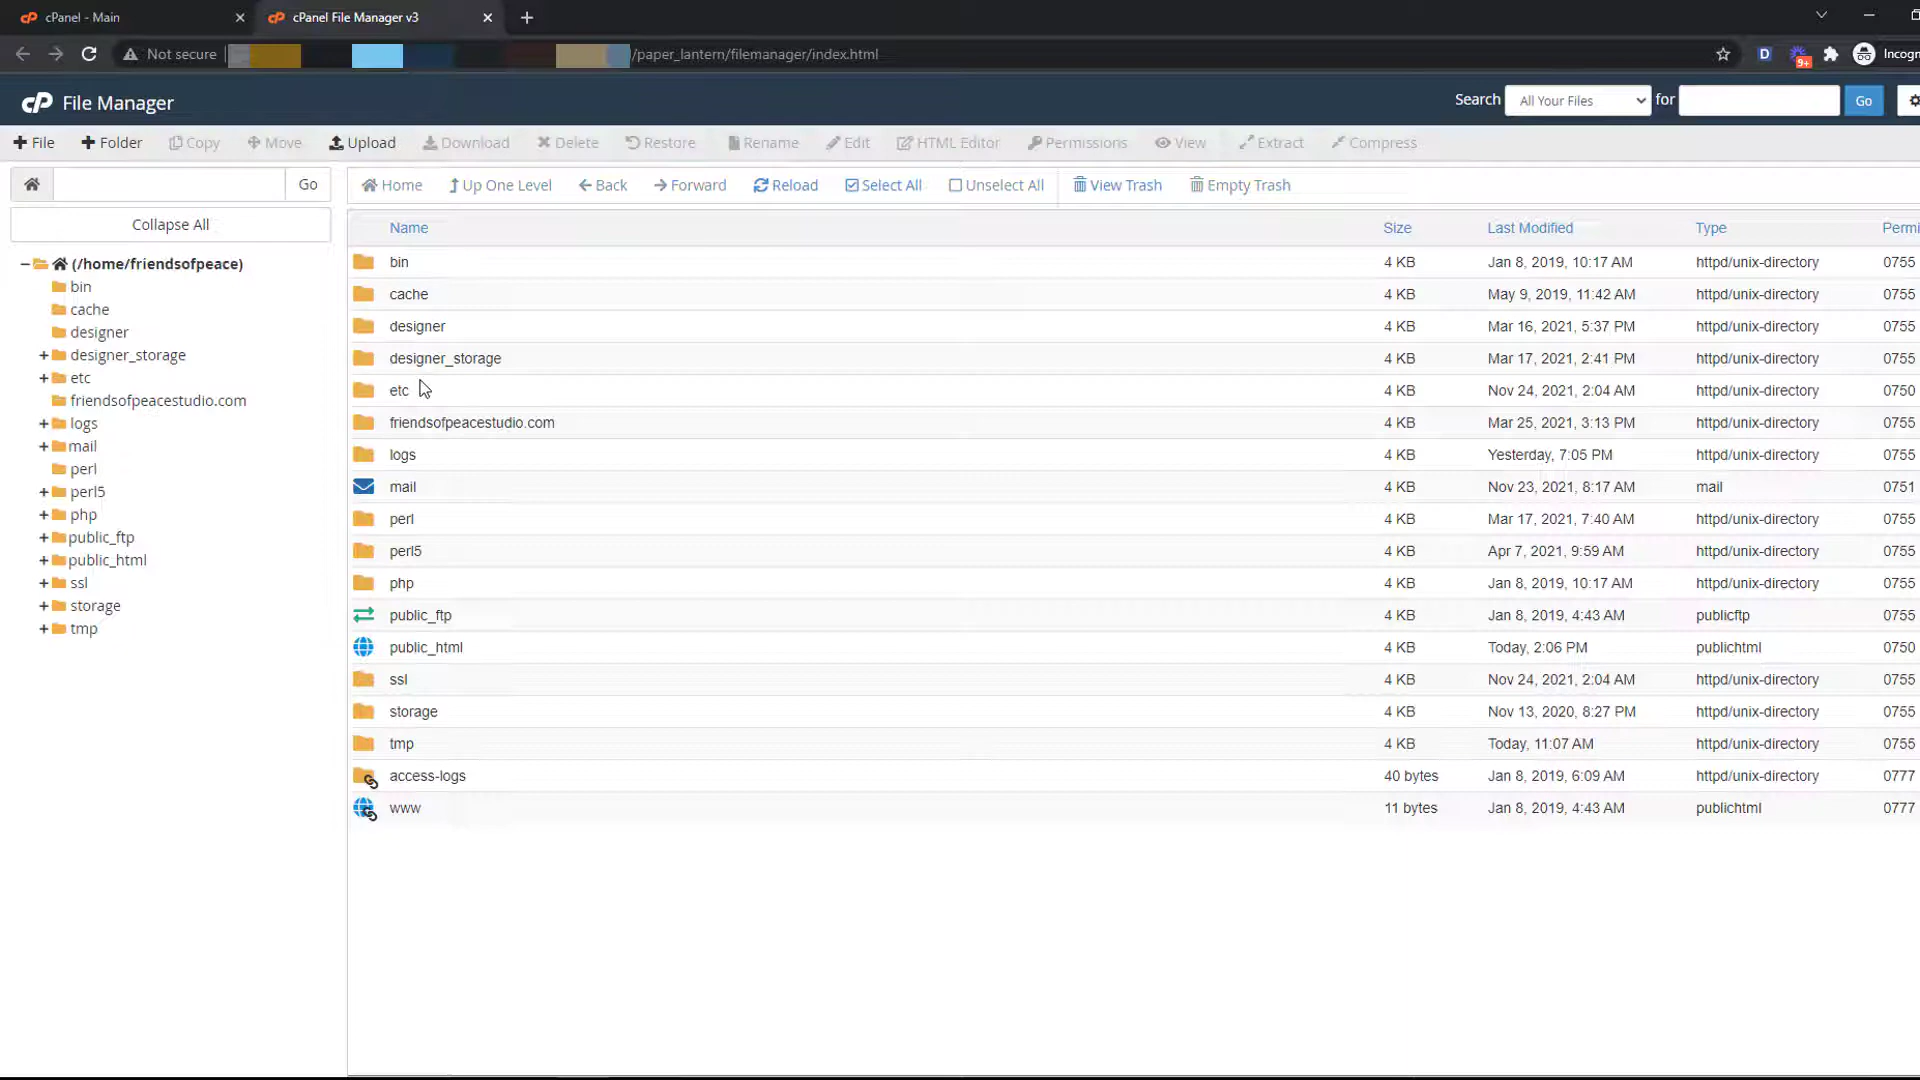 cPanel - Main
cPanel File Manager v3
Not secure
/paper_lantern/filemanager/index.html
D
9+
Incogn
cP File Manager
Search All Your Files for Go
File Folder Copy Move Upload Download Delete Restore Rename Edit HTML Editor Permissions View Extract Compress
Go
Home Up One Level Back Forward Reload Select All Unselect All View Trash Empty Trash
Collapse All
(/home/friendsofpeace)
bin
cache
designer
designer_storage
etc
friendsofpeacestudio.com
logs
mail
perl
perl5
php
public_ftp
public_html
ssl
storage
tmp
Name Size Last Modified Type Permi
bin 4 KB Jan 8, 2019, 10:17 AM httpd/unix-directory 0755
cache 4 KB May 9, 2019, 11:42 AM httpd/unix-directory 0755
designer 4 KB Mar 16, 2021, 5:37 PM httpd/unix-directory 0755
designer_storage 4 KB Mar 17, 2021, 2:41 PM httpd/unix-directory 0755
etc 4 KB Nov 24, 2021, 2:04 AM httpd/unix-directory 0750
friendsofpeacestudio.com 4 KB Mar 25, 2021, 3:13 PM httpd/unix-directory 0755
logs 4 KB Yesterday, 7:05 PM httpd/unix-directory 0755
mail 4 KB Nov 23, 2021, 8:17 AM mail 0751
perl 4 KB Mar 17, 2021, 7:40 AM httpd/unix-directory 0755
perl5 4 KB Apr 7, 2021, 9:59 AM httpd/unix-directory 0755
php 4 KB Jan 8, 2019, 10:17 AM httpd/unix-directory 0755
public_ftp 4 KB Jan 8, 2019, 4:43 AM publicftp 0755
public_html 4 KB Today, 2:06 PM publichtml 0750
ssl 4 KB Nov 24, 2021, 2:04 AM httpd/unix-directory 0755
storage 4 KB Nov 13, 2020, 8:27 PM httpd/unix-directory 0755
tmp 4 KB Today, 11:07 AM httpd/unix-directory 0755
access-logs 40 bytes Jan 8, 2019, 6:09 AM httpd/unix-directory 0777
www 11 bytes Jan 8, 2019, 4:43 AM publichtml 0777